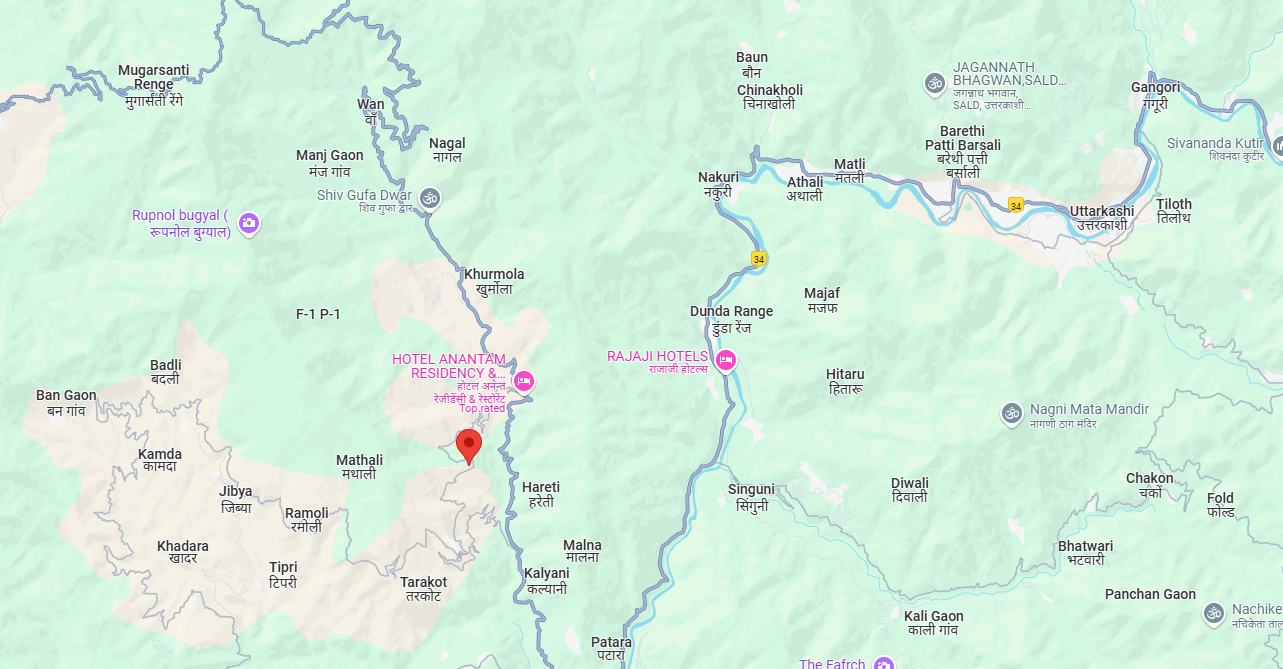 Baun
बौन
Chinakholi
चिनाखोली
JAGANNATH
BHAGWAN,SALD...
जगन्नाथ भगवान,
SALD, उत्तरकाशी...
Mugarsanti
Renge
मुगार्सती रेंगे
Gangori
गंगूरी
Wan
वाँ
Barethi
Patti Barsali
बरेथी पत्ती
बर्साली
Nagal
नागल
Sivananda Kutir
शिवनंदा कुटीर
Manj Gaon
मंज गांव
Matli
मतली
Nakuri
नकुरी
Athali
अथाली
Shiv Gufa Dwar
शिव गुफा द्वार
34
Uttarkashi
उत्तरकाशी
Tiloth
तिलोथ
Rupnol bugyal (
रूपनोल बुग्याल)
34
Khurmola
खुर्मोला
Majaf
मजफ
F-1 P-1
Dunda Range
डुंडा रेंज
HOTEL ANANTAM
RESIDENCY &...
होटल अनन्त
रेजीडेंसी & रेस्टोरेंट
Top rated
RAJAJI HOTELS
राजाजी होटल्स
Badli
बदली
Hitaru
हितारू
Ban Gaon
बन गांव
Nagni Mata Mandir
नांगणी ठाग मंदिर
Kamda
कामदा
Mathali
मथाली
Hareti
हरेती
Singuni
सिंगुनी
Diwali
दिवाली
Chakon
चकों
Fold
फोल्ड
Jibya
जिब्या
Ramoli
रमोली
Khadara
खादर
Malna
मालना
Bhatwari
भटवारी
Tipri
टिपरी
Tarakot
तरकोट
Kalyani
कल्यानी
Panchan Gaon
Kali Gaon
काली गांव
Nachike
नचिकेता ताल
Patara
पटारा
The Fafrch